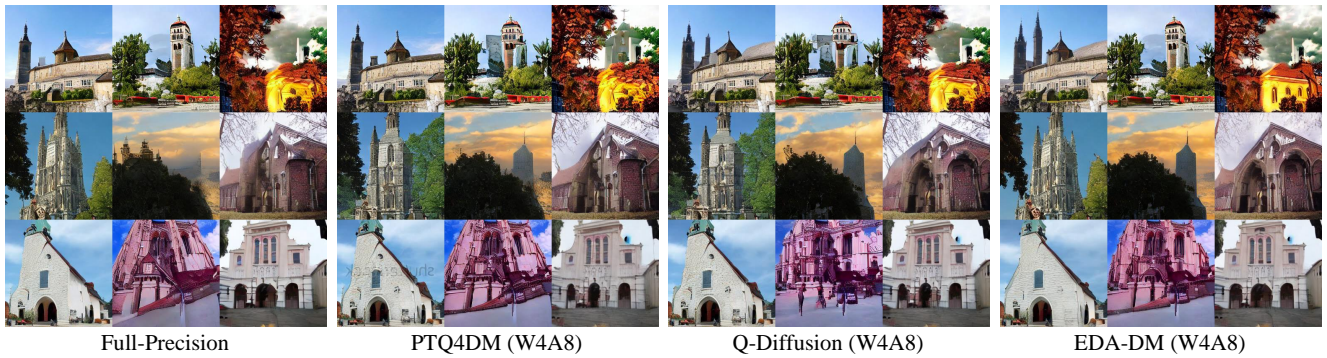 Full-Precision
PTQ4DM (W4A8)
Q-Diffusion (W4A8)
EDA-DM (W4A8)